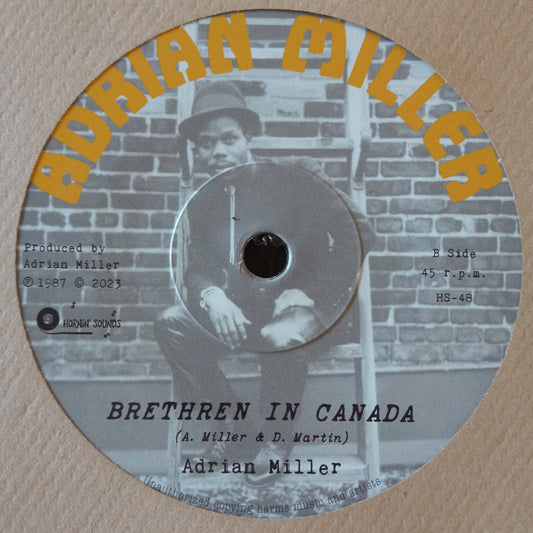 ADRIAN MILLER
Produced by
Adrian Miller
℗ 1987 © 2023
HORNIN' SOUNDS
B Side
45 r.p.m.
HS-48
BRETHREN IN CANADA
(A. Miller & D. Martin)
Adrian Miller
Unauthorised copying harms music and artists